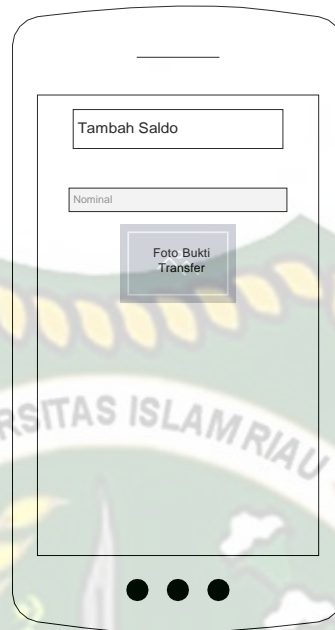 Tambah Saldo
Nominal
Foto Bukti
Transfer
RSITAS ISLAM RIAU